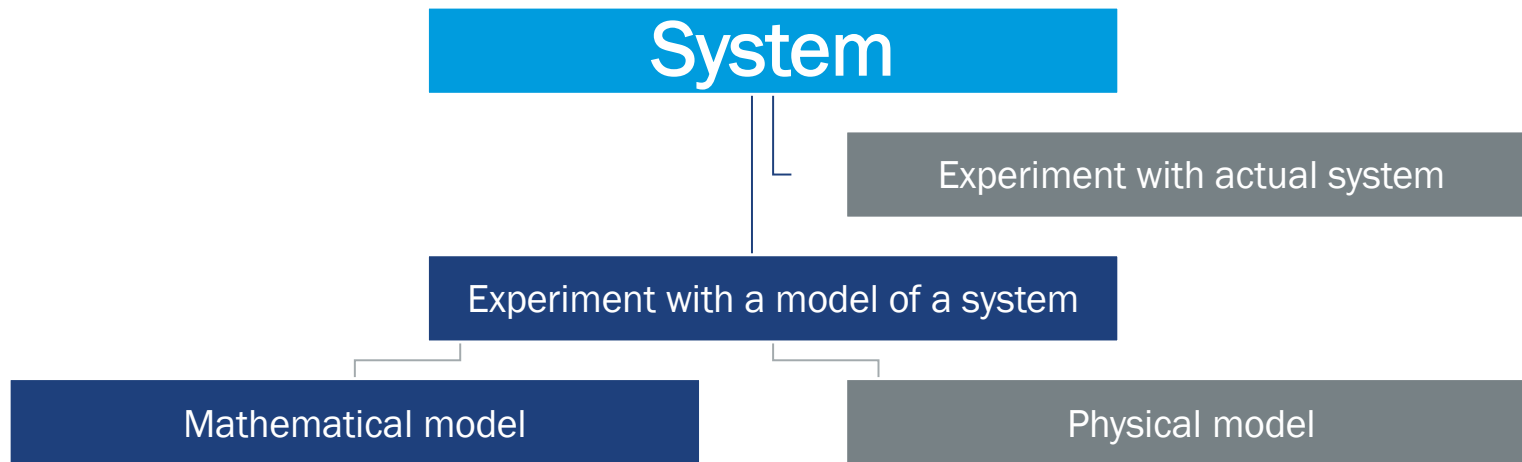 System
Experiment with actual system
Experiment with a model of a system
Mathematical model
Physical model